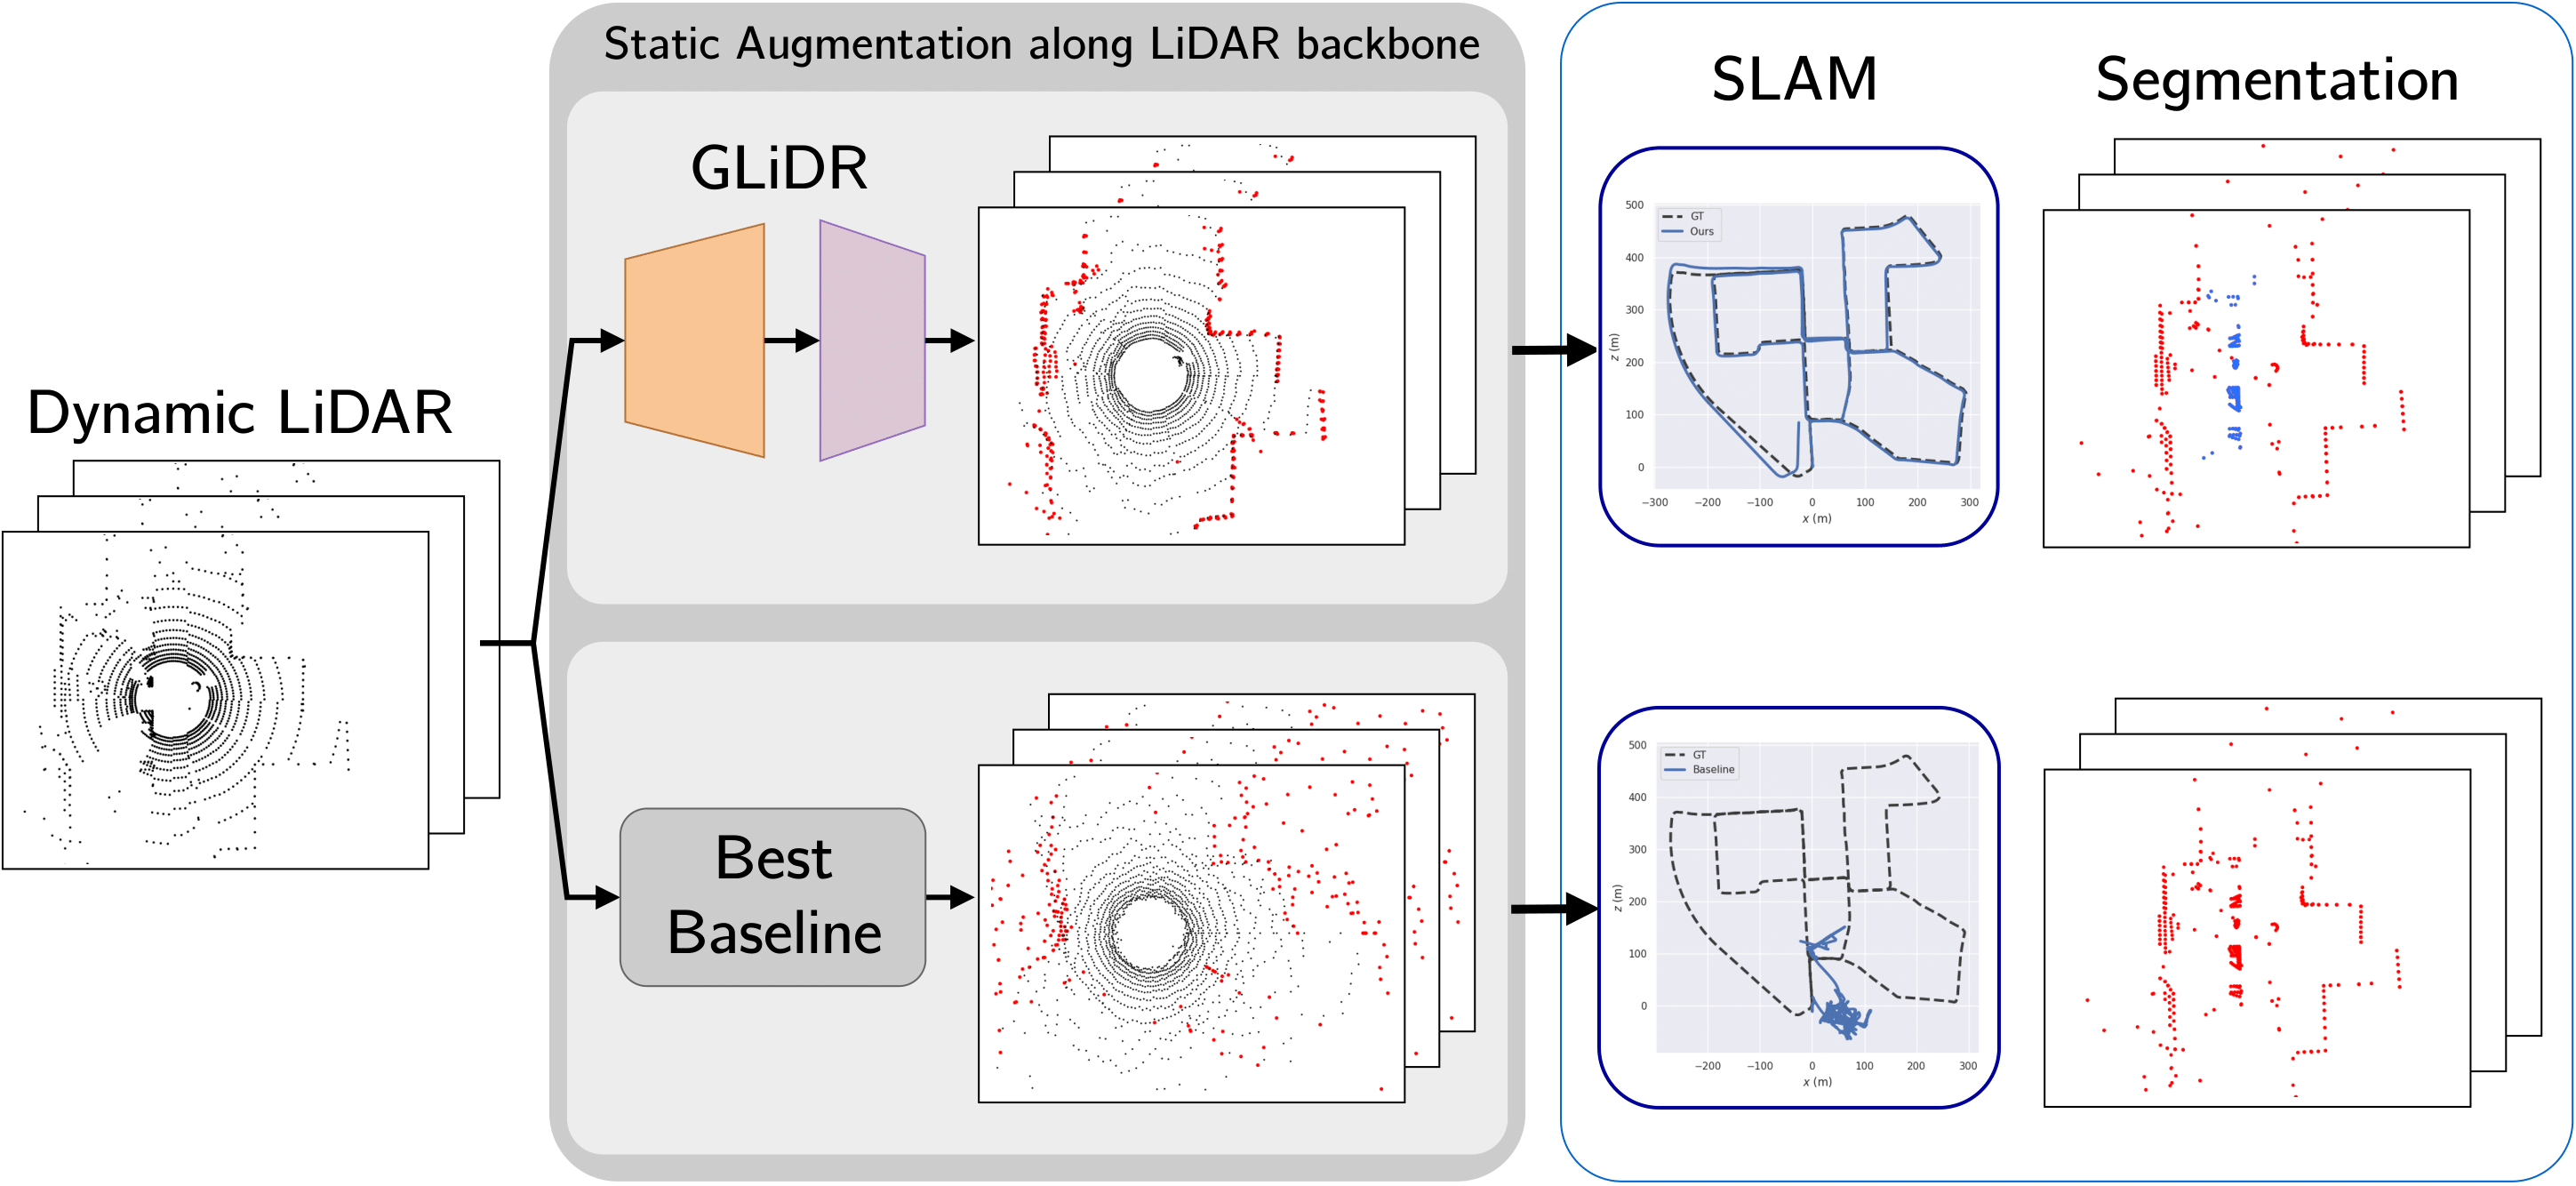 Static Augmentation along LiDAR backbone
SLAM
Segmentation
GLiDR
Dynamic LiDAR
Best
Baseline
500
400
300
200
100
0
z (m)
GT
Ours
−300
−200
−100
0
100
200
300
x (m)
500
400
300
200
100
0
z (m)
GT
Baseline
−200
−100
0
100
200
300
x (m)